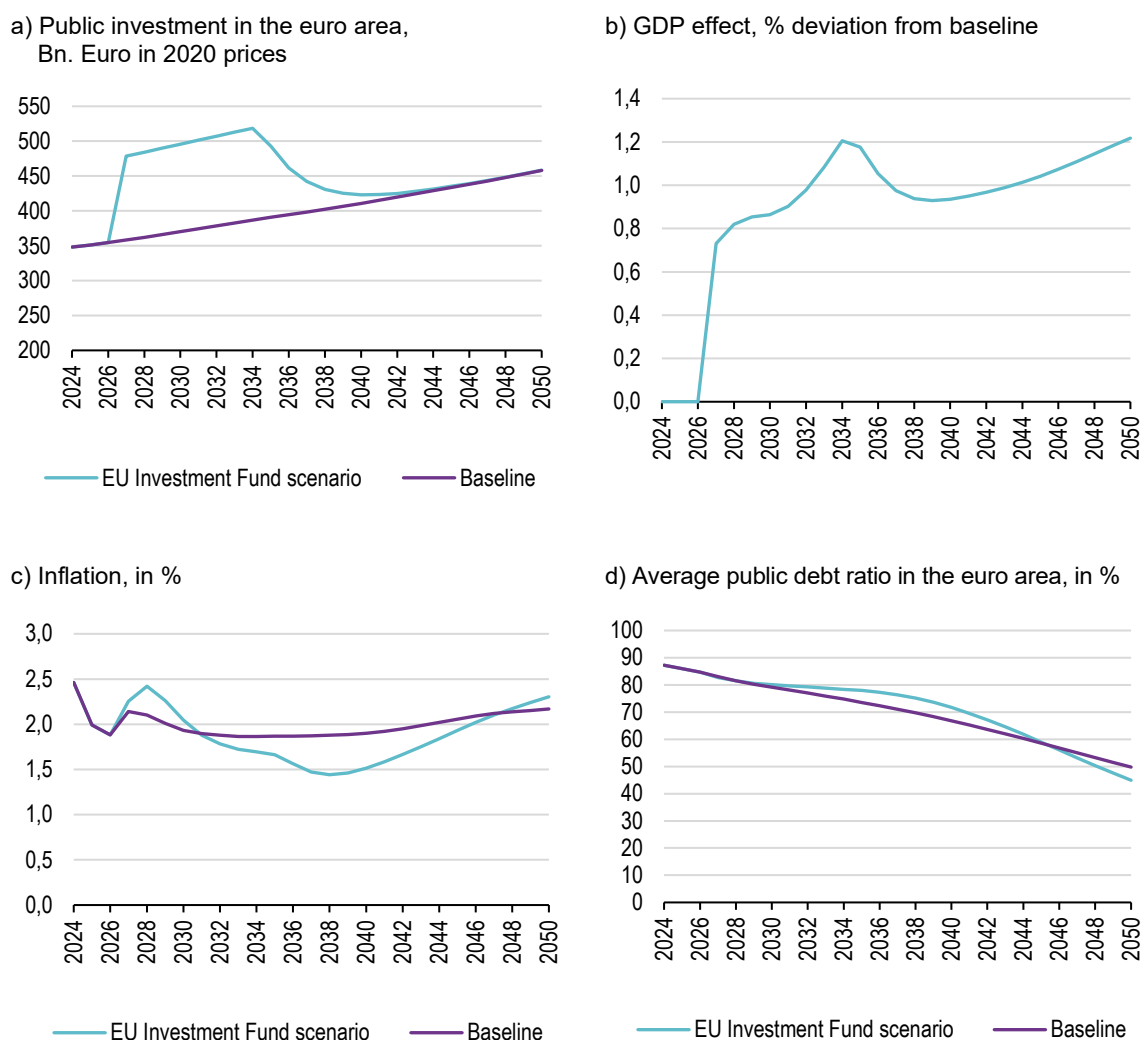 a) Public investment in the euro area,
Bn. Euro in 2020 prices
550
500
450
400
350
300
250
200
2024 2026 2028 2030 2032 2034 2036 2038 2040 2042 2044 2046 2048 2050
EU Investment Fund scenario Baseline
b) GDP effect, % deviation from baseline
1,4
1,2
1,0
0,8
0,6
0,4
0,2
0,0
2024 2026 2028 2030 2032 2034 2036 2038 2040 2042 2044 2046 2048 2050
c) Inflation, in %
3,0
2,5
2,0
1,5
1,0
0,5
0,0
2024 2026 2028 2030 2032 2034 2036 2038 2040 2042 2044 2046 2048 2050
EU Investment Fund scenario Baseline
d) Average public debt ratio in the euro area, in %
100
90
80
70
60
50
40
30
20
10
0
2024 2026 2028 2030 2032 2034 2036 2038 2040 2042 2044 2046 2048 2050
EU Investment Fund scenario Baseline